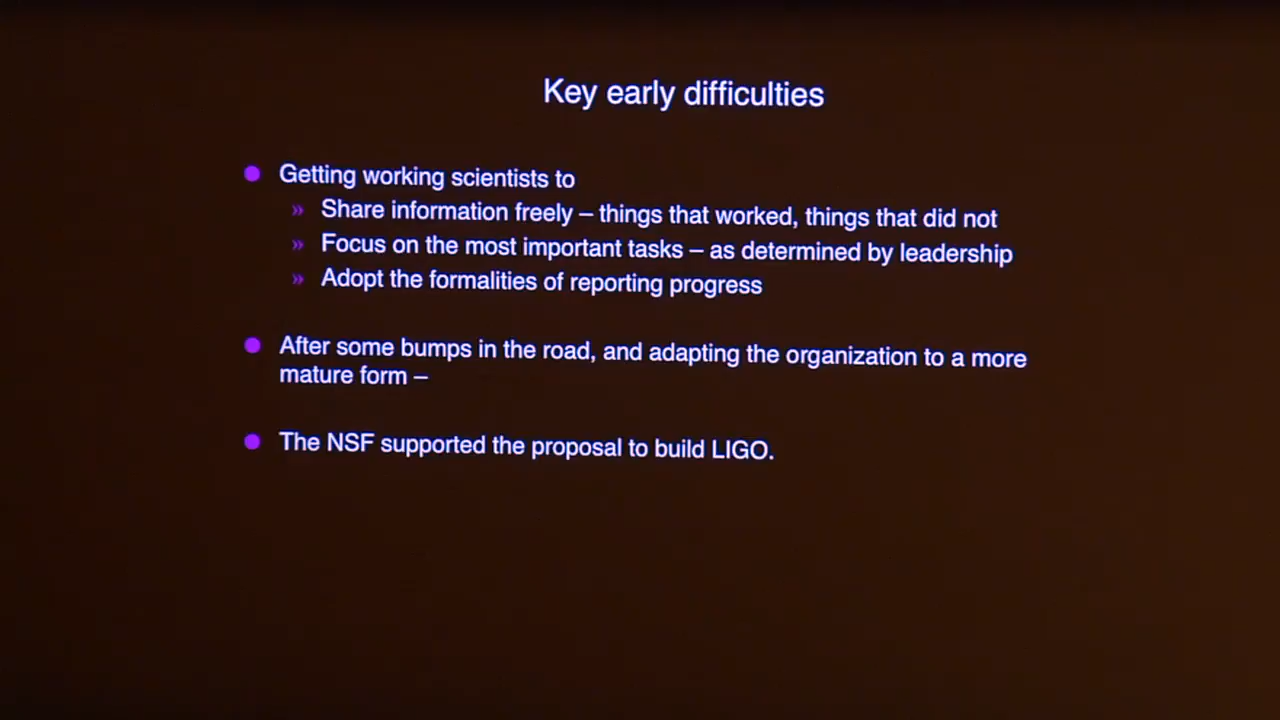 Key early difficulties
● Getting working scientists to
» Share information freely – things that worked, things that did not
» Focus on the most important tasks – as determined by leadership
» Adopt the formalities of reporting progress
● After some bumps in the road, and adapting the organization to a more
mature form –
● The NSF supported the proposal to build LIGO.